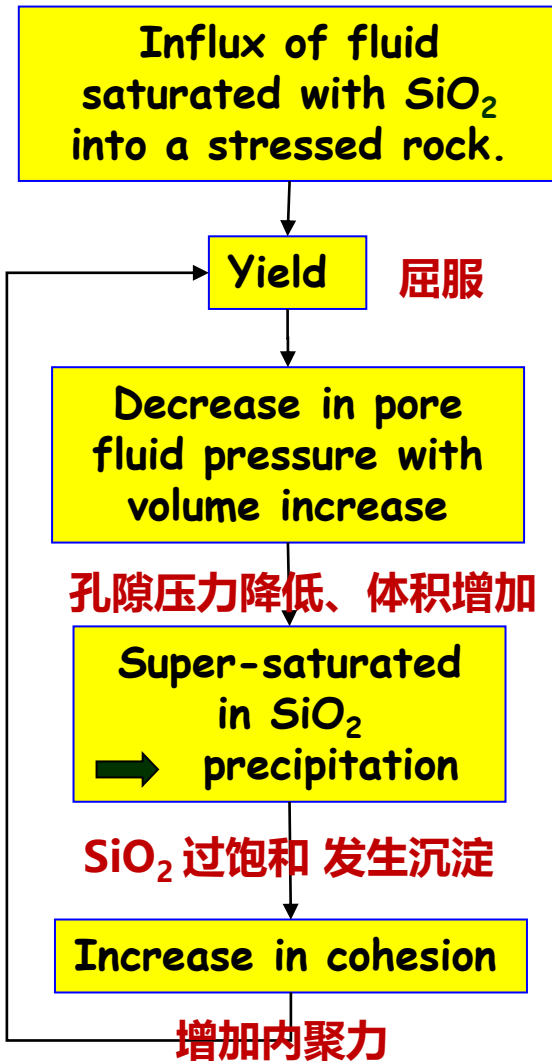 Influx of fluid
saturated with SiO₂
into a stressed rock.
Yield
屈服
Decrease in pore
fluid pressure with
volume increase
孔隙压力降低、体积增加
Super-saturated
in SiO₂
precipitation
SiO₂ 过饱和 发生沉淀
Increase in cohesion
增加内聚力